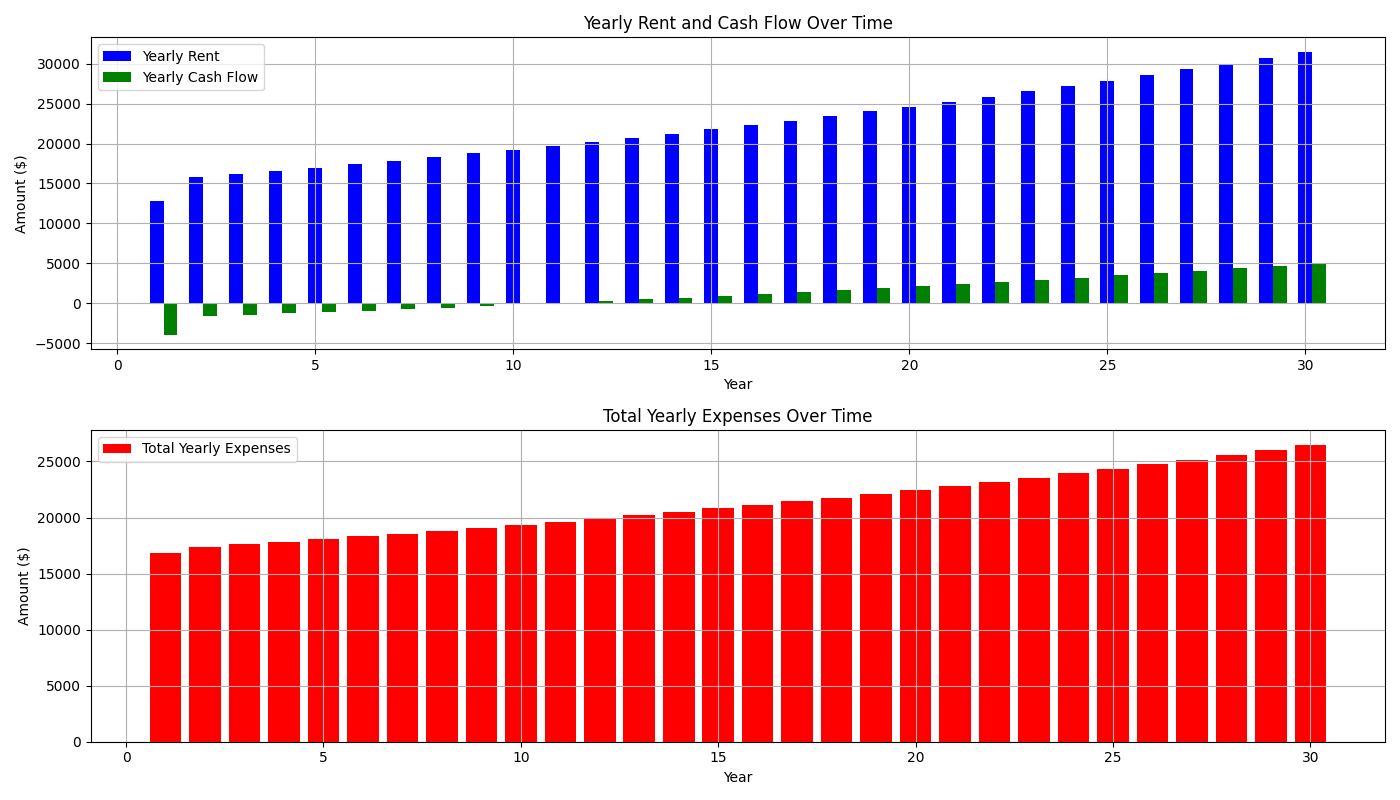 Yearly Rent and Cash Flow Over Time
Yearly Rent
Yearly Cash Flow
30000
25000
20000
15000
10000
5000
0
−5000
Amount ($)
0 5 10 15 20 25 30
Year
Total Yearly Expenses Over Time
Total Yearly Expenses
25000
20000
15000
10000
5000
0
Amount ($)
0 5 10 15 20 25 30
Year